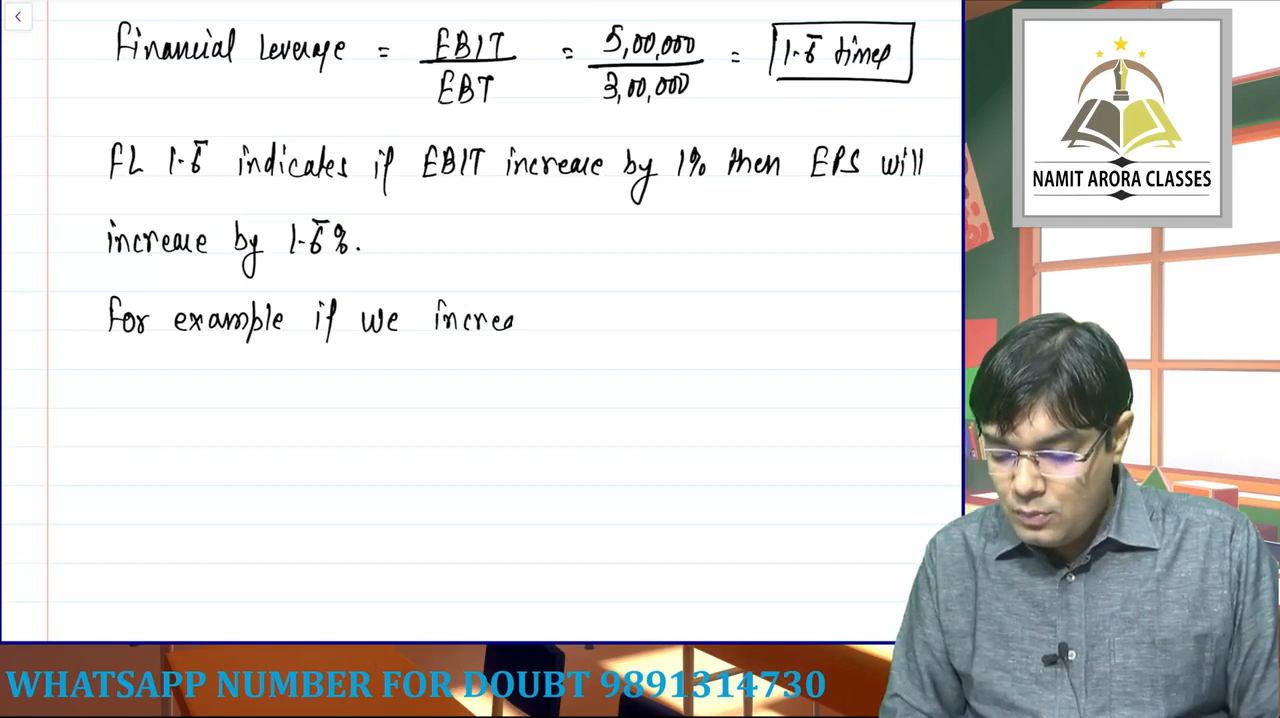 Financial Leverage = EBIT / EBT = 5,00,000 / 3,00,000 = 1.6̅ times
FL 1.6̅ indicates if EBIT increase by 1% then EPS will
increase by 1.6̅%.
For example if we increa
NAMIT ARORA CLASSES
WHATSAPP NUMBER FOR DOUBT 9891314730